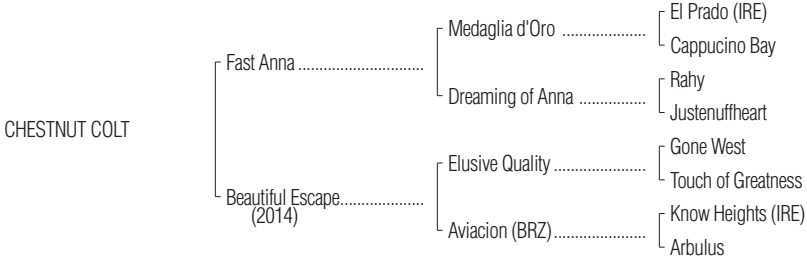 El Prado (IRE)
Medaglia d'Oro ....................
Cappucino Bay
Fast Anna .............................
Rahy
Dreaming of Anna ................
Justenuffheart
CHESTNUT COLT
Gone West
Elusive Quality ......................
Touch of Greatness
Beautiful Escape....................
(2014)
Know Heights (IRE)
Aviacion (BRZ)......................
Arbulus